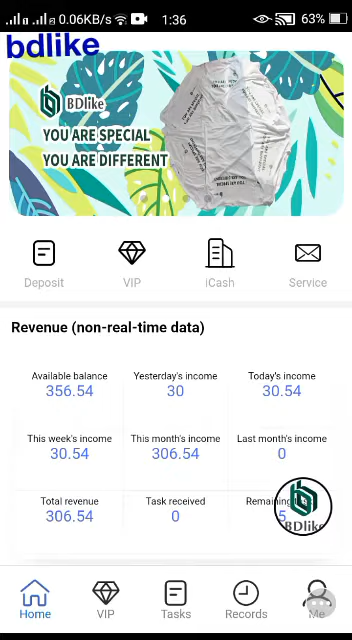 0.06KB/s 1:36 63%
bdlike
BDlike
YOU ARE SPECIAL
YOU ARE DIFFERENT
Deposit VIP iCash Service
Revenue (non-real-time data)
Available balance Yesterday's income Today's income
356.54 30 30.54
This week's income This month's income Last month's income
30.54 306.54 0
Total revenue Task received
306.54 0 5
BDlike
Home VIP Tasks Records Me